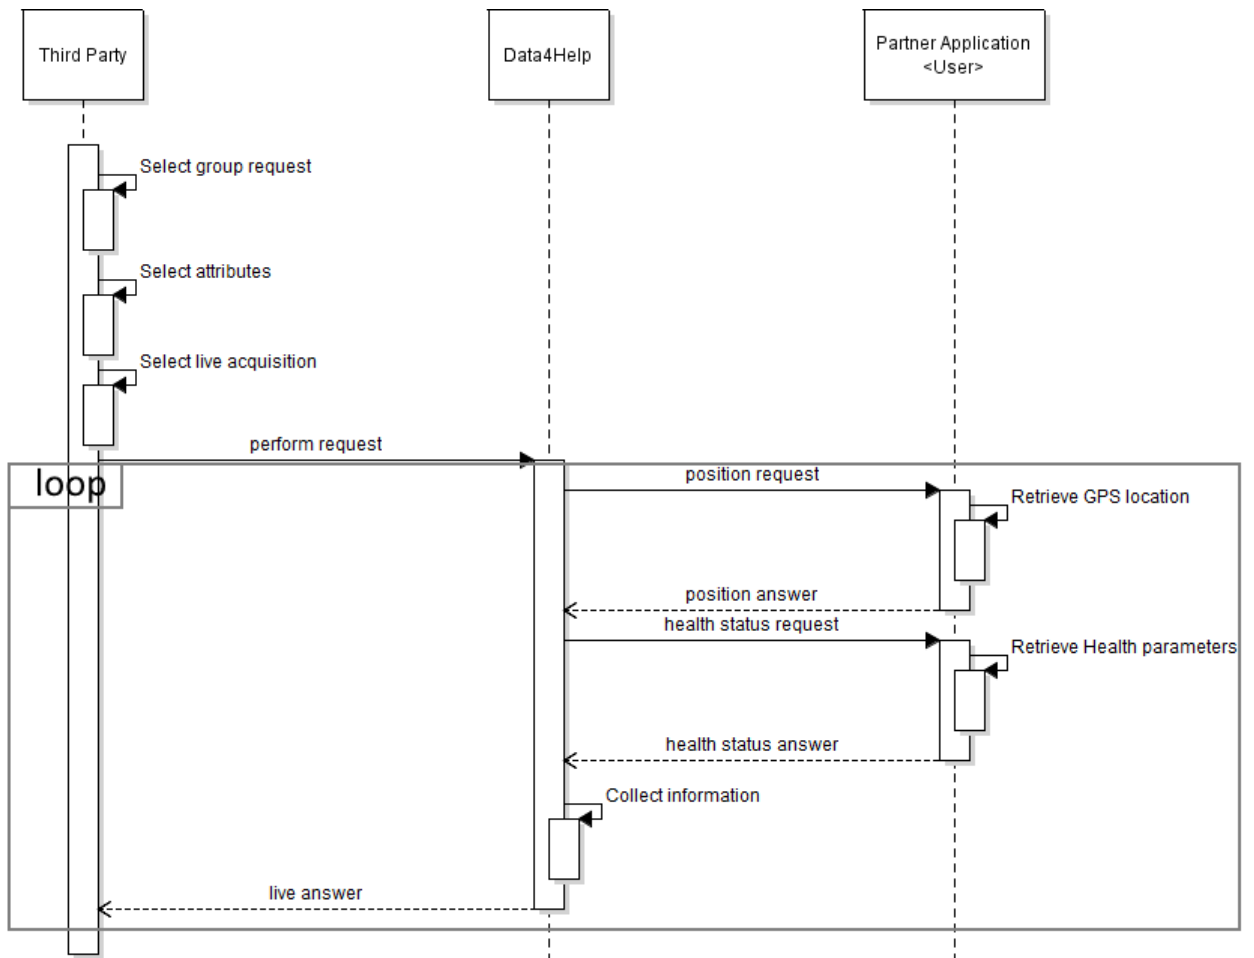 Third Party
Data4Help
Partner Application
<User>
Select group request
Select attributes
Select live acquisition
perform request
loop
position request
Retrieve GPS location
position answer
health status request
Retrieve Health parameters
health status answer
Collect information
live answer